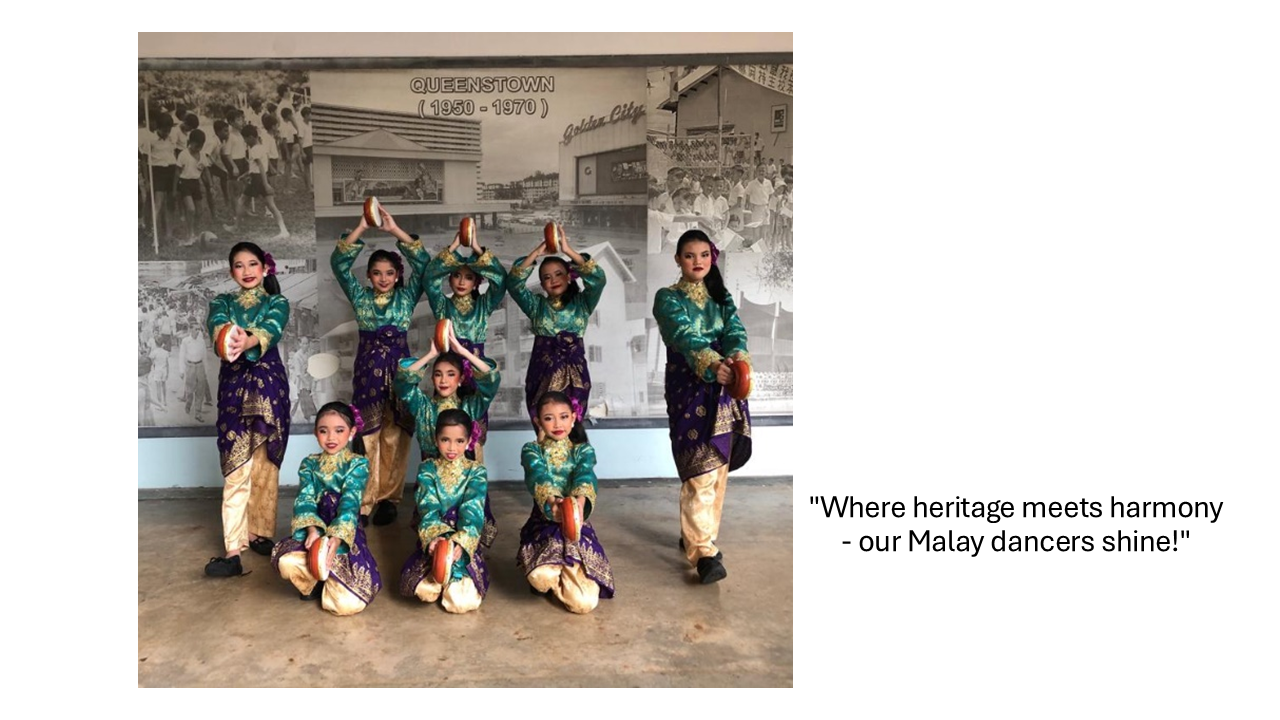 QUEENSTOWN
( 1950 - 1970 )
Golden City
"Where heritage meets harmony
- our Malay dancers shine!"